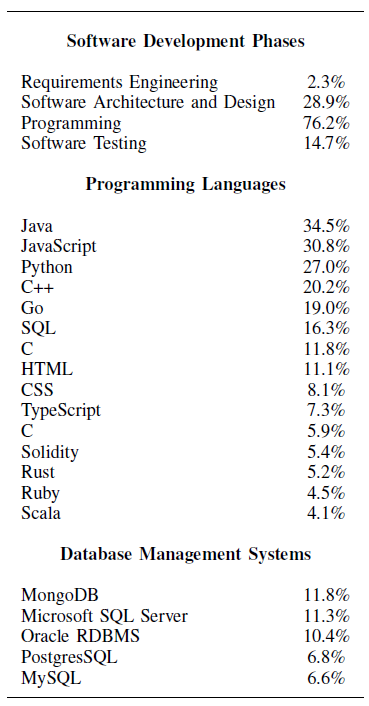 Software Development Phases
Requirements Engineering 2.3%
Software Architecture and Design 28.9%
Programming 76.2%
Software Testing 14.7%
Programming Languages
Java 34.5%
JavaScript 30.8%
Python 27.0%
C++ 20.2%
Go 19.0%
SQL 16.3%
C 11.8%
HTML 11.1%
CSS 8.1%
TypeScript 7.3%
C 5.9%
Solidity 5.4%
Rust 5.2%
Ruby 4.5%
Scala 4.1%
Database Management Systems
MongoDB 11.8%
Microsoft SQL Server 11.3%
Oracle RDBMS 10.4%
PostgresSQL 6.8%
MySQL 6.6%